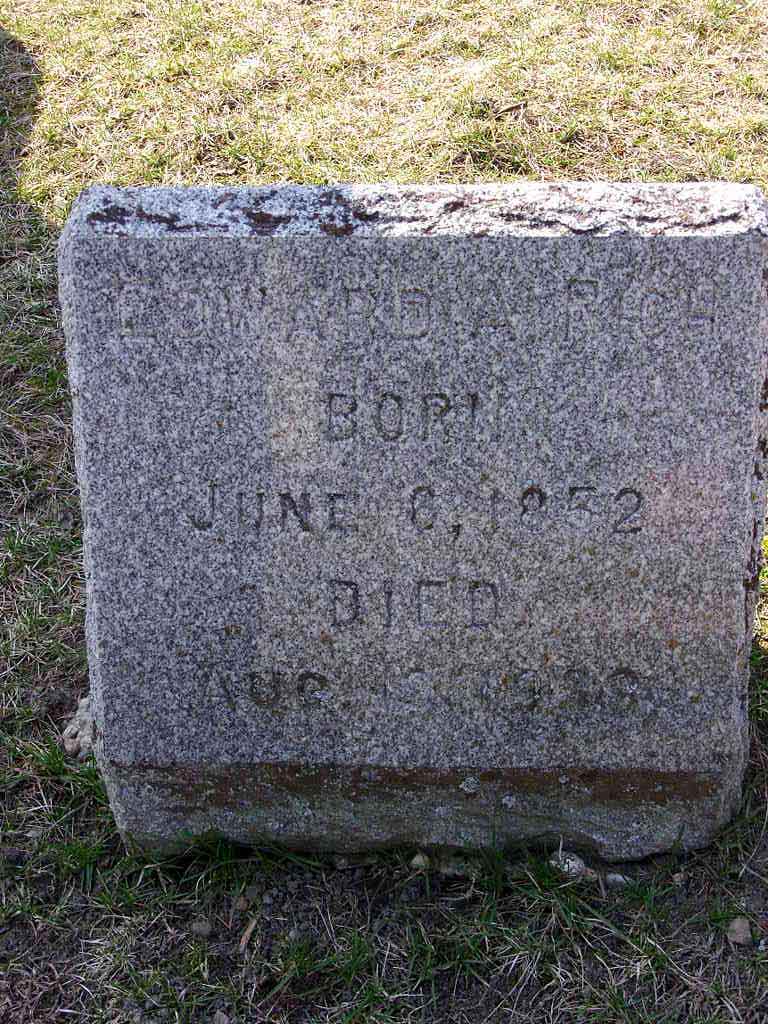 EDWARD A. RICH
BORN
JUNE 6, 1852
DIED
AUG.